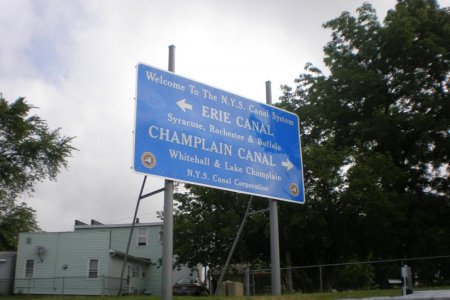 Welcome To The N.Y.S. Canal System
ERIE CANAL
Syracuse, Rochester & Buffalo
CHAMPLAIN CANAL
Whitehall & Lake Champlain
N.Y.S. Canal Corporation